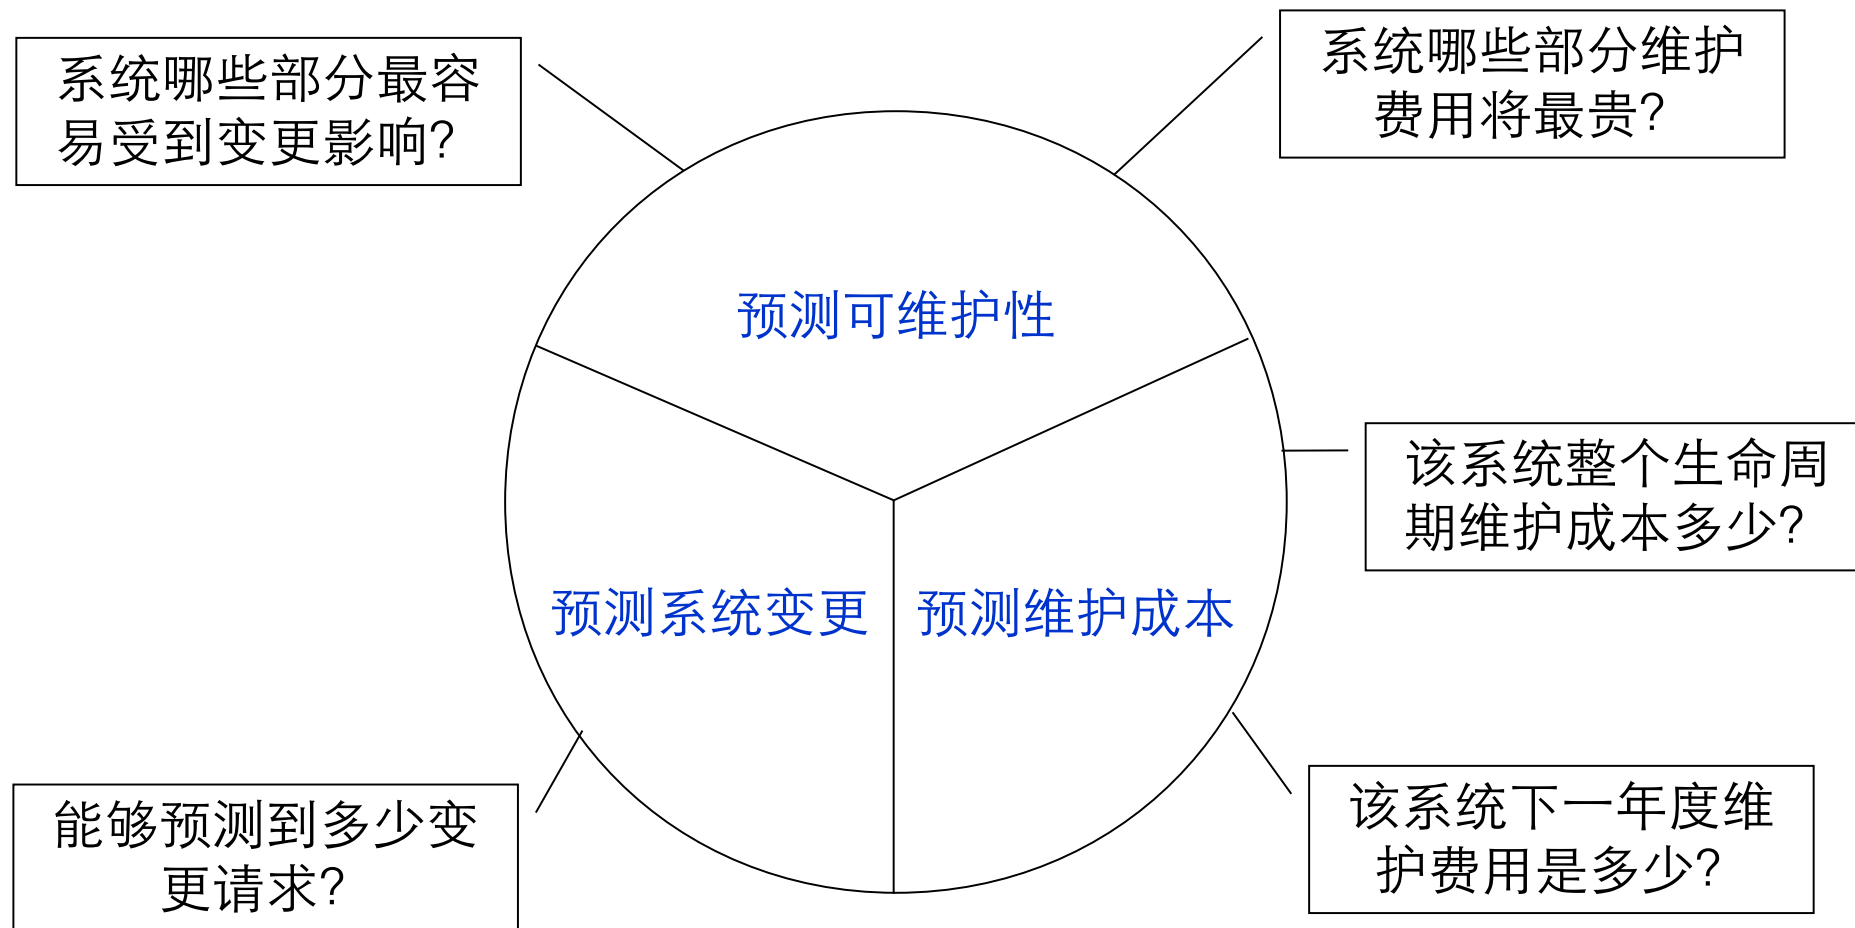 系统哪些部分最容
易受到变更影响?
系统哪些部分维护
费用将最贵?
预测可维护性
该系统整个生命周
期维护成本多少?
预测系统变更
预测维护成本
能够预测到多少变
更请求?
该系统下一年度维
护费用是多少?